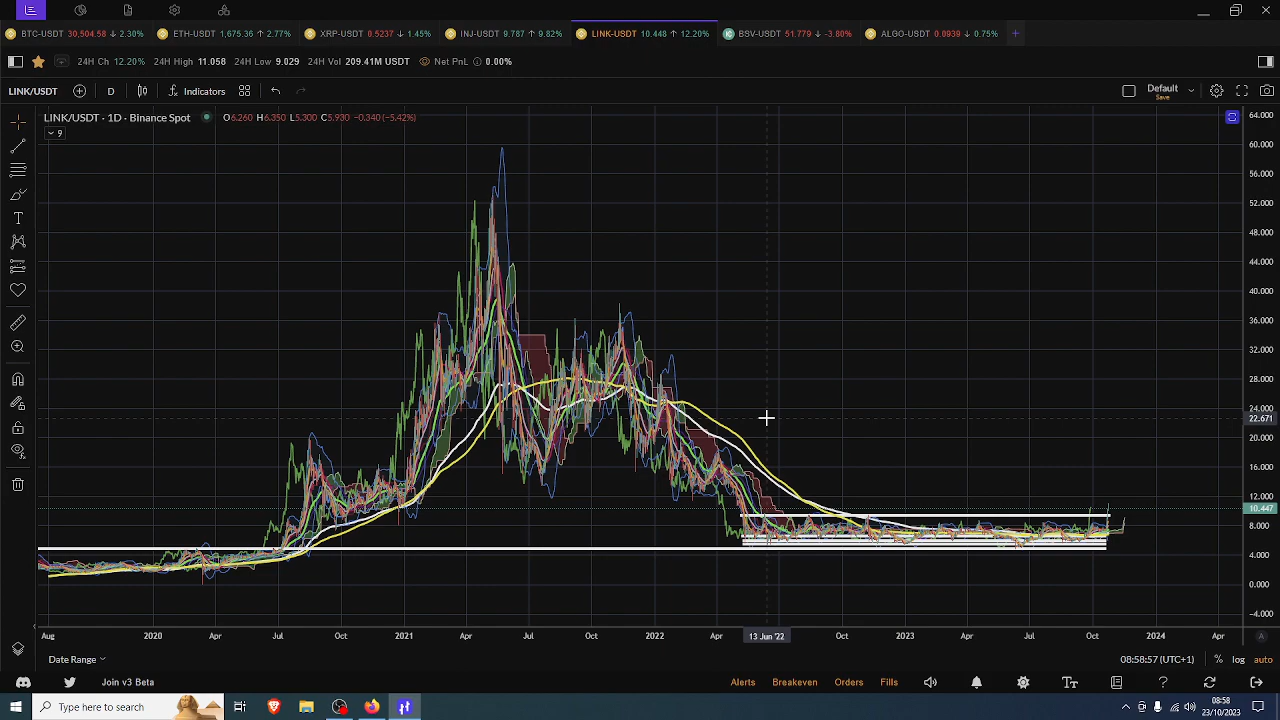 BTC-USDT 30,504.58 ↓ 2.30% ETH-USDT 1,675.36 ↑ 2.77% XRP-USDT 0.5237 ↓ 1.45% INJ-USDT 9.787 ↑ 9.82% LINK-USDT 10.448 ↑ 12.20% BSV-USDT 51.779 ↓ -3.80% ALGO-USDT 0.0939 ↓ 0.75% +
24H Ch 12.20% 24H High 11.058 24H Low 9.029 24H Vol 209.41M USDT Net PnL 0.00%
LINK/USDT D Indicators Default
Save
LINK/USDT · 1D · Binance Spot O6.260 H6.350 L5.300 C5.930 −0.340 (−5.42%)
9
64.000
60.000
56.000
52.000
48.000
44.000
40.000
36.000
32.000
28.000
24.000
22.671
20.000
16.000
12.000
10.447
8.000
4.000
0.000
−4.000
Aug 2020 Apr Jul Oct 2021 Apr Jul Oct 2022 Apr 13 Jun '22 Oct 2023 Apr Jul Oct 2024 Apr A
Date Range 08:58:57 (UTC+1) % log auto
Join v3 Beta Alerts Breakeven Orders Fills
Type here to search 08:58
23/10/2023